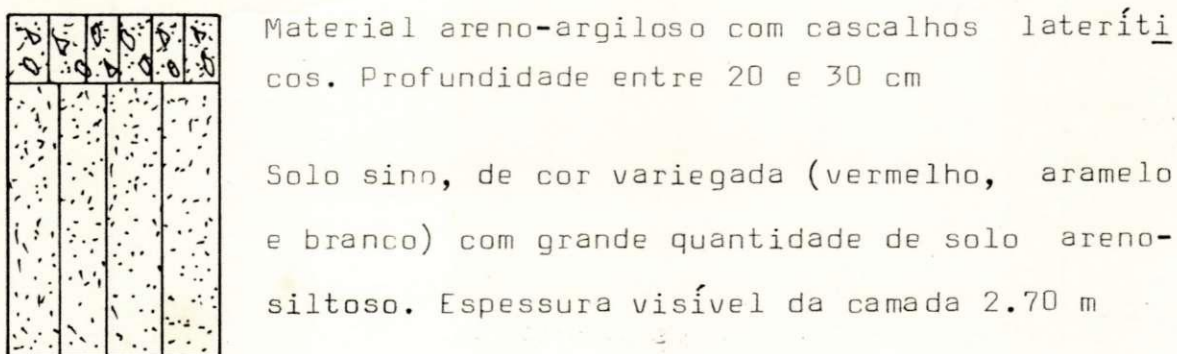 Material areno-argiloso com cascalhos lateríti
cos. Profundidade entre 20 e 30 cm
Solo sino, de cor variegada (vermelho, aramelo
e branco) com grande quantidade de solo areno-
siltoso. Espessura visível da camada 2.70 m